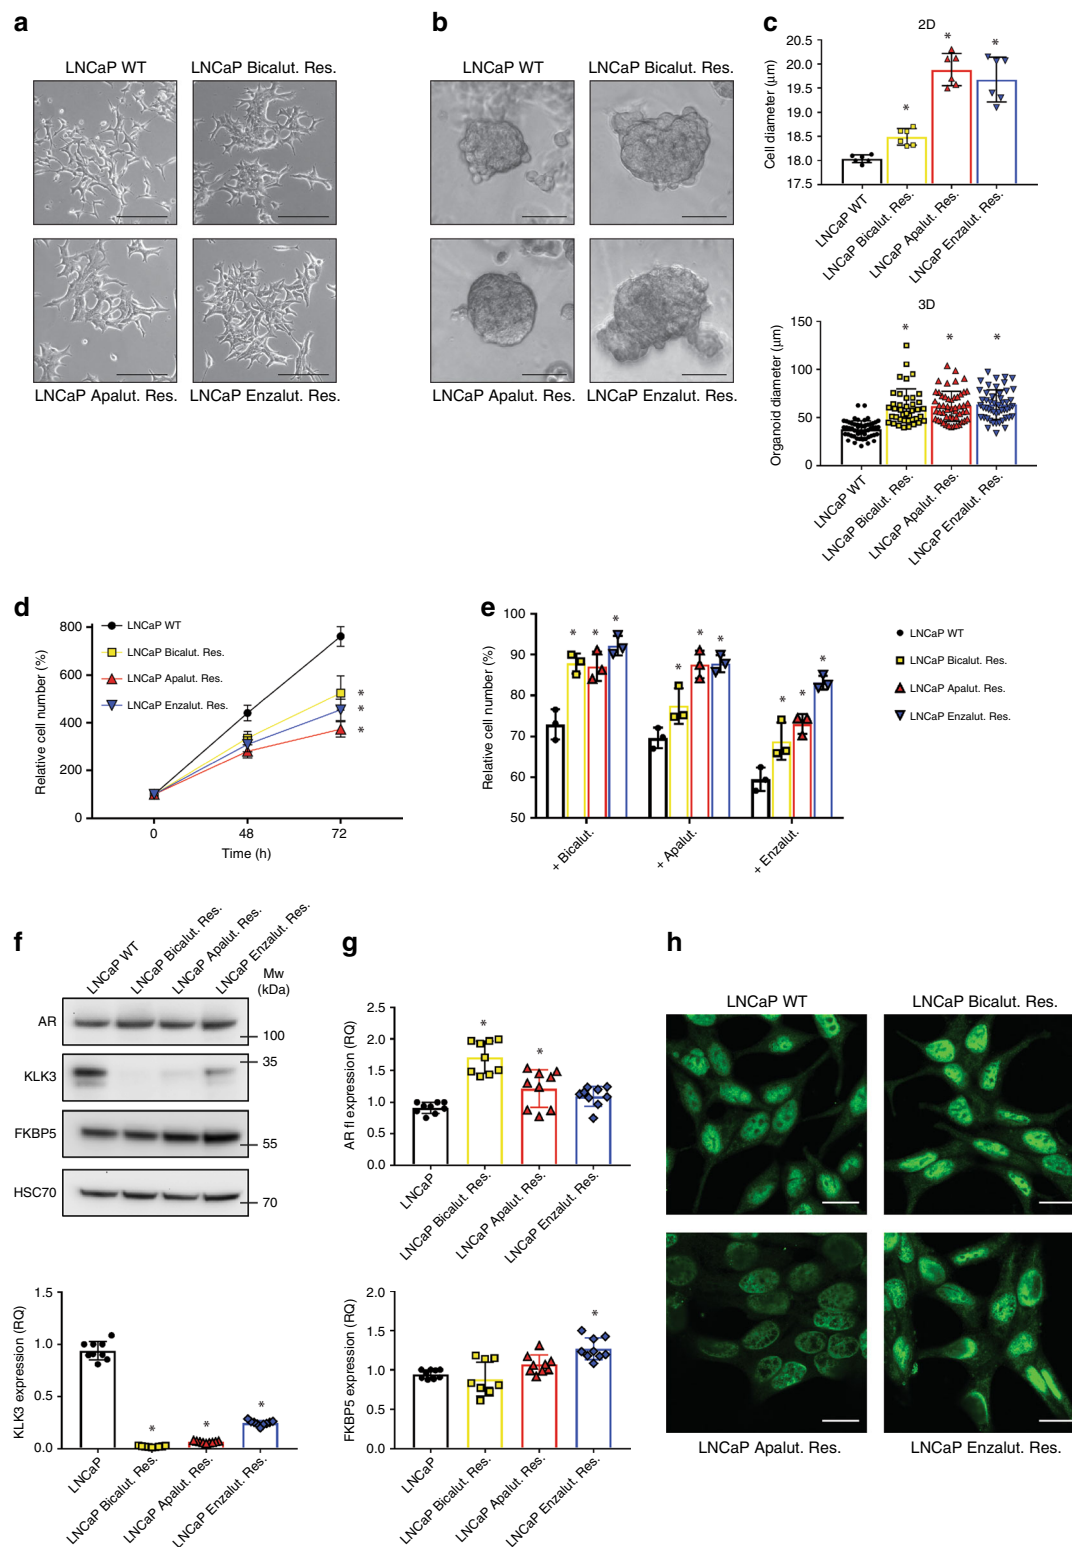 a
LNCaP WT
LNCaP Bicalut. Res.
LNCaP Apalut. Res.
LNCaP Enzalut. Res.
b
LNCaP WT
LNCaP Bicalut. Res.
LNCaP Apalut. Res.
LNCaP Enzalut. Res.
c
2D
Cell diameter (µm)
20.5
20.0
19.5
18.5
18.0
17.5
*
*
*
LNCaP WT
LNCaP Bicalut. Res.
LNCaP Apalut. Res.
LNCaP Enzalut. Res.
3D
Organoid diameter (µm)
150
100
50
0
*
*
*
LNCaP WT
LNCaP Bicalut. Res.
LNCaP Apalut. Res.
LNCaP Enzalut. Res.
d
Relative cell number (%)
800
600
400
200
0
LNCaP WT
LNCaP Bicalut. Res.
LNCaP Apalut. Res.
LNCaP Enzalut. Res.
*
*
*
0
48
72
Time (h)
e
Relative cell number (%)
100
90
80
70
60
50
* * *
* * *
* * *
+ Bicalut.
+ Apalut.
+ Enzalut.
LNCaP WT
LNCaP Bicalut. Res.
LNCaP Apalut. Res.
LNCaP Enzalut. Res.
f
LNCaP WT
LNCaP Bicalut. Res.
LNCaP Apalut. Res.
LNCaP Enzalut. Res.
Mw
(kDa)
AR
100
KLK3
35
FKBP5
55
HSC70
70
KLK3 expression (RQ)
1.5
1.0
0.5
0.0
*
*
*
LNCaP
LNCaP Bicalut. Res.
LNCaP Apalut. Res.
LNCaP Enzalut. Res.
g
AR fl expression (RQ)
2.5
2.0
1.5
1.0
0.5
0.0
*
*
LNCaP
LNCaP Bicalut. Res.
LNCaP Apalut. Res.
LNCaP Enzalut. Res.
FKBP5 expression (RQ)
2.0
1.5
1.0
0.5
0.0
*
LNCaP
LNCaP Bicalut. Res.
LNCaP Apalut. Res.
LNCaP Enzalut. Res.
h
LNCaP WT
LNCaP Bicalut. Res.
LNCaP Apalut. Res.
LNCaP Enzalut. Res.